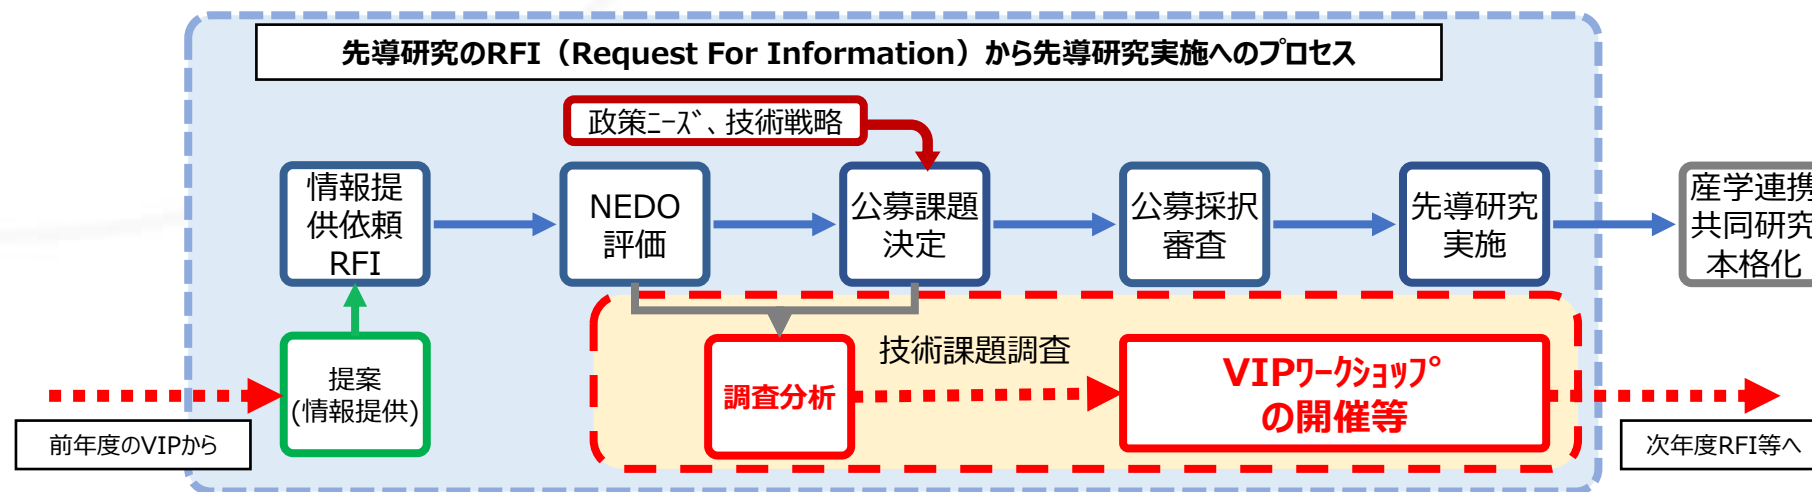 先導研究のRFI（Request For Information）から先導研究実施へのプロセス
政策ﾆｰｽﾞ、技術戦略
情報提
供依頼
RFI
NEDO
評価
公募課題
決定
公募採択
審査
先導研究
実施
産学連携
共同研究
本格化
提案
(情報提供)
調査分析
技術課題調査
VIPﾜｰｸｼｮｯﾌﾟ
の開催等
前年度のVIPから
次年度RFI等へ